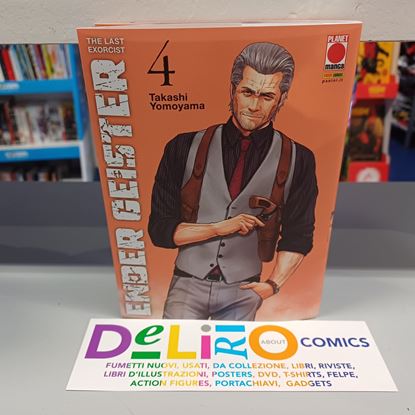 THE LAST
EXORCIST
ENDER GEISTER
4
Takashi
Yomoyama
PLANET
manga
DELIRIO ABOUT COMICS
FUMETTI NUOVI, USATI, DA COLLEZIONE, LIBRI, RIVISTE,
LIBRI D'ILLUSTRAZIONI, POSTERS, DVD, T-SHIRTS, FELPE,
ACTION FIGURES, PORTACHIAVI, GADGETS